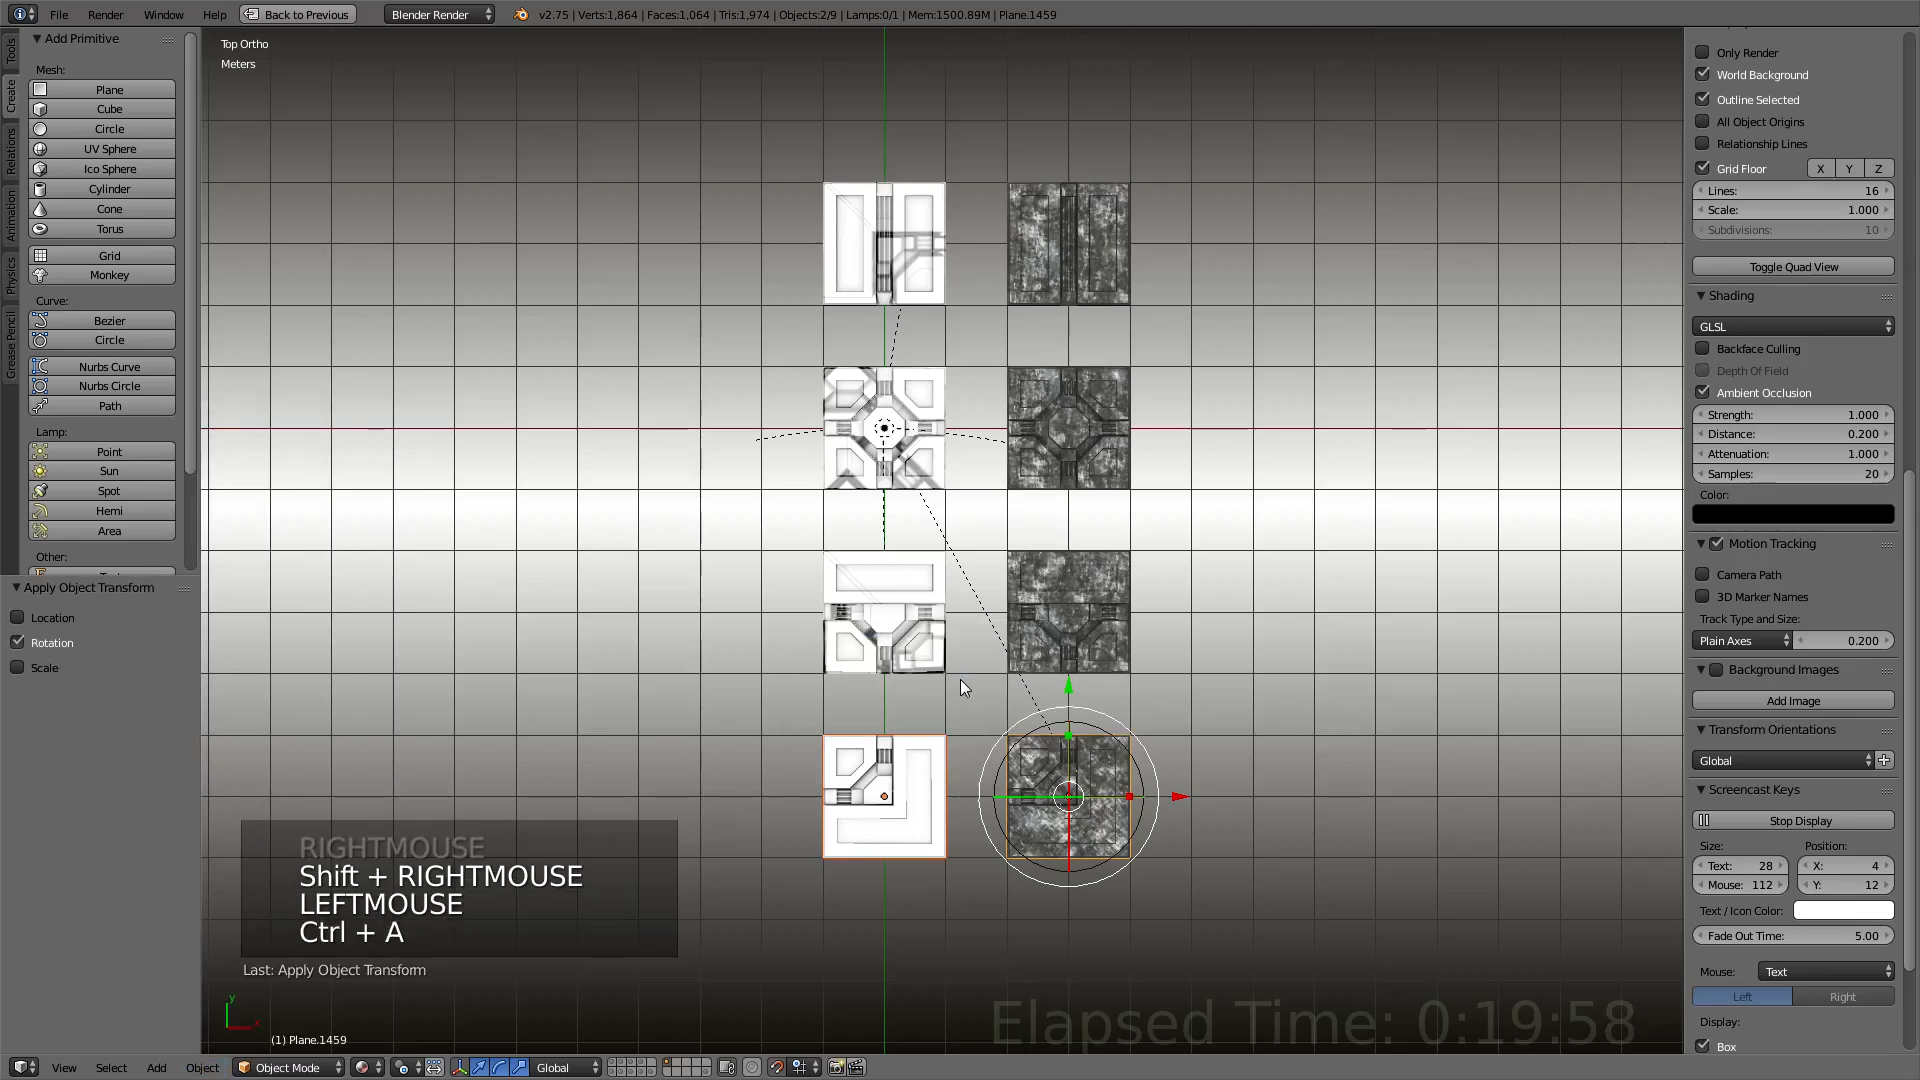 File Render Window Help Back to Previous Blender Render v2.75 | Verts:1,864 | Faces:1,064 | Tris:1,974 | Objects:2/9 | Lamps:0/1 | Mem:1500.89M | Plane.1459
Tools
Create
Relations
Animation
Physics
Grease Pencil
Add Primitive
Mesh:
Plane
Cube
Circle
UV Sphere
Ico Sphere
Cylinder
Cone
Torus
Grid
Monkey
Curve:
Bezier
Circle
Nurbs Curve
Nurbs Circle
Path
Lamp:
Point
Sun
Spot
Hemi
Area
Other:
Apply Object Transform
Location
Rotation
Scale
Top Ortho
Meters
RIGHTMOUSE
Shift + RIGHTMOUSE
LEFTMOUSE
Ctrl + A
Last: Apply Object Transform
y
x
(1) Plane.1459
Elapsed Time: 0:19:58
Only Render
World Background
Outline Selected
All Object Origins
Relationship Lines
Grid Floor X Y Z
Lines: 16
Scale: 1.000
Subdivisions: 10
Toggle Quad View
Shading
GLSL
Backface Culling
Depth Of Field
Ambient Occlusion
Strength: 1.000
Distance: 0.200
Attenuation: 1.000
Samples: 20
Color:
Motion Tracking
Camera Path
3D Marker Names
Track Type and Size:
Plain Axes 0.200
Background Images
Add Image
Transform Orientations
Global
Screencast Keys
Stop Display
Size: Position:
Text: 28 X: 4
Mouse: 112 Y: 12
Text / Icon Color:
Fade Out Time: 5.00
Mouse: Text
Left Right
Display:
Box
View Select Add Object Object Mode Global